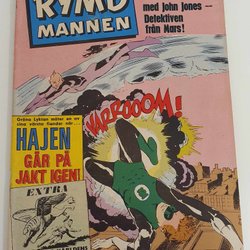 RYMD
MANNEN
med John Jones –
Detektiven
från Mars!
VARROOOM!
Gröna Lyktan möter en av
sina värsta fiender när...
HAJEN
GÅR PÅ
JAKT IGEN!
EXTRA